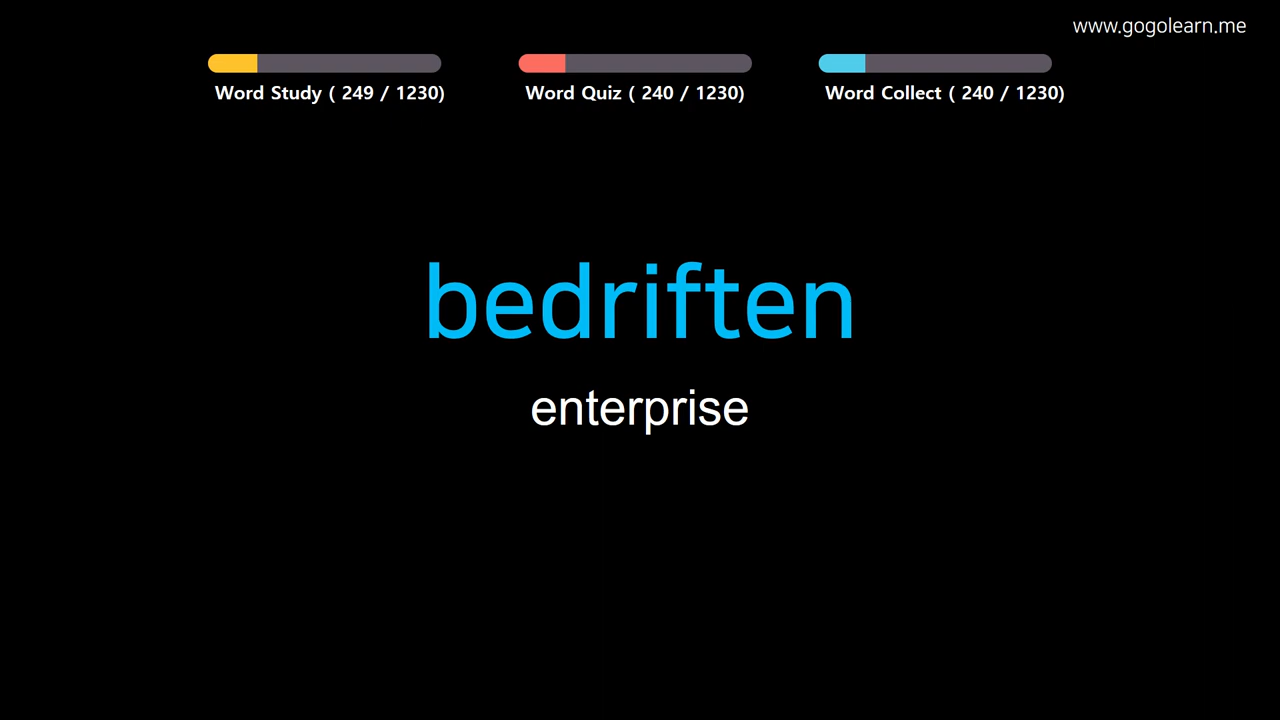 www.gogolearn.me
Word Study ( 249 / 1230)
Word Quiz ( 240 / 1230)
Word Collect ( 240 / 1230)
bedriften
enterprise